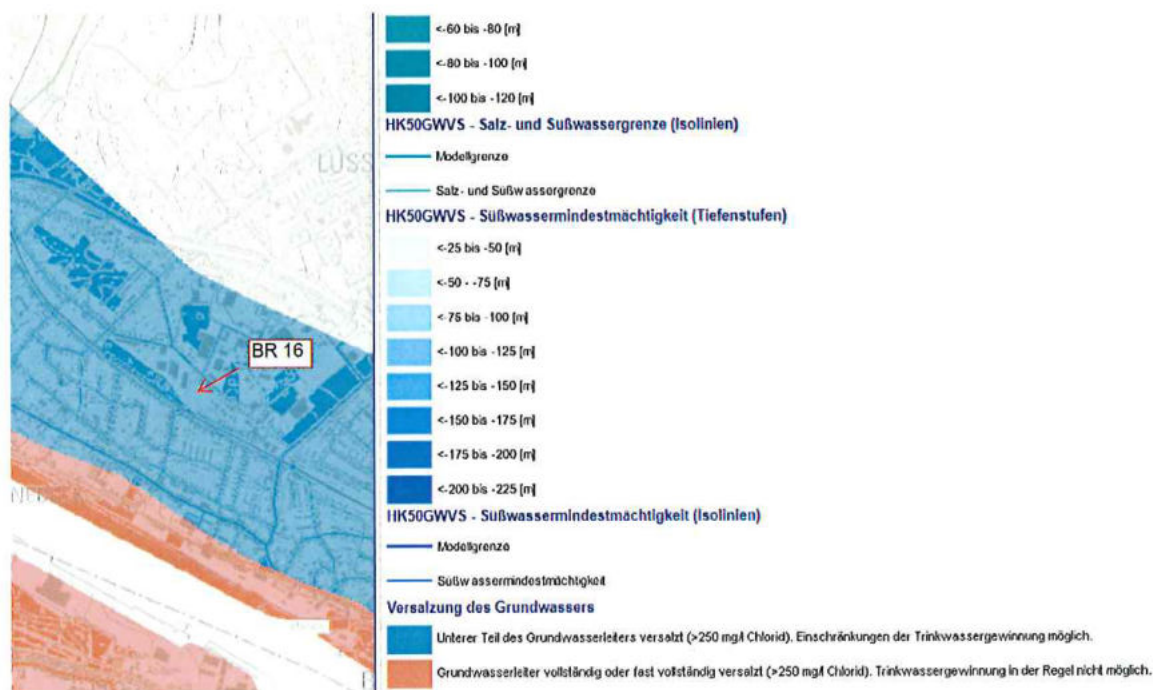 <-60 bis -80 [m]
<-80 bis -100 [m]
<-100 bis -120 [m]
HK50GWVS - Salz- und Süßwassergrenze (Isolinien)
Modellgrenze
Salz- und Süßwassergrenze
HK50GWVS - Süßwassermindestmächtigkeit (Tiefenstufen)
<-25 bis -50 [m]
<-50 - -75 [m]
<-75 bis -100 [m]
<-100 bis -125 [m]
<-125 bis -150 [m]
<-150 bis -175 [m]
<-175 bis -200 [m]
<-200 bis -225 [m]
HK50GWVS - Süßwassermindestmächtigkeit (Isolinien)
Modellgrenze
Süßwassermindestmächtigkeit
Versalzung des Grundwassers
Unterer Teil des Grundwasserleiters versalzt (>250 mg/l Chlorid). Einschränkungen der Trinkwassergewinnung möglich.
Grundwasserleiter vollständig oder fast vollständig versalzt (>250 mg/l Chlorid). Trinkwassergewinnung in der Regel nicht möglich.
LÜSS
BR 16